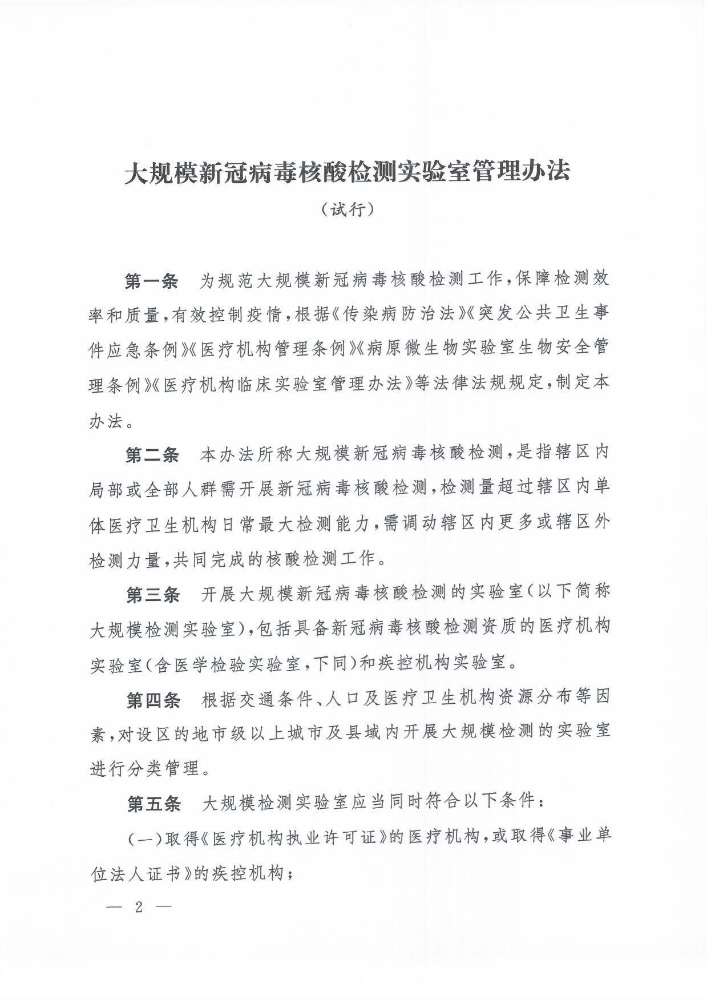 大规模新冠病毒核酸检测实验室管理办法
（试行）
第一条 为规范大规模新冠病毒核酸检测工作，保障检测效
率和质量，有效控制疫情，根据《传染病防治法》《突发公共卫生事
件应急条例》《医疗机构管理条例》《病原微生物实验室生物安全管
理条例》《医疗机构临床实验室管理办法》等法律法规规定，制定本
办法。
第二条 本办法所称大规模新冠病毒核酸检测，是指辖区内
局部或全部人群需开展新冠病毒核酸检测，检测量超过辖区内单
体医疗卫生机构日常最大检测能力，需调动辖区内更多或辖区外
检测力量，共同完成的核酸检测工作。
第三条 开展大规模新冠病毒核酸检测的实验室（以下简称
大规模检测实验室），包括具备新冠病毒核酸检测资质的医疗机构
实验室（含医学检验实验室，下同）和疾控机构实验室。
第四条 根据交通条件、人口及医疗卫生机构资源分布等因
素，对设区的地市级以上城市及县域内开展大规模检测的实验室
进行分类管理。
第五条 大规模检测实验室应当同时符合以下条件：
（一）取得《医疗机构执业许可证》的医疗机构，或取得《事业单
位法人证书》的疾控机构；
— 2 —